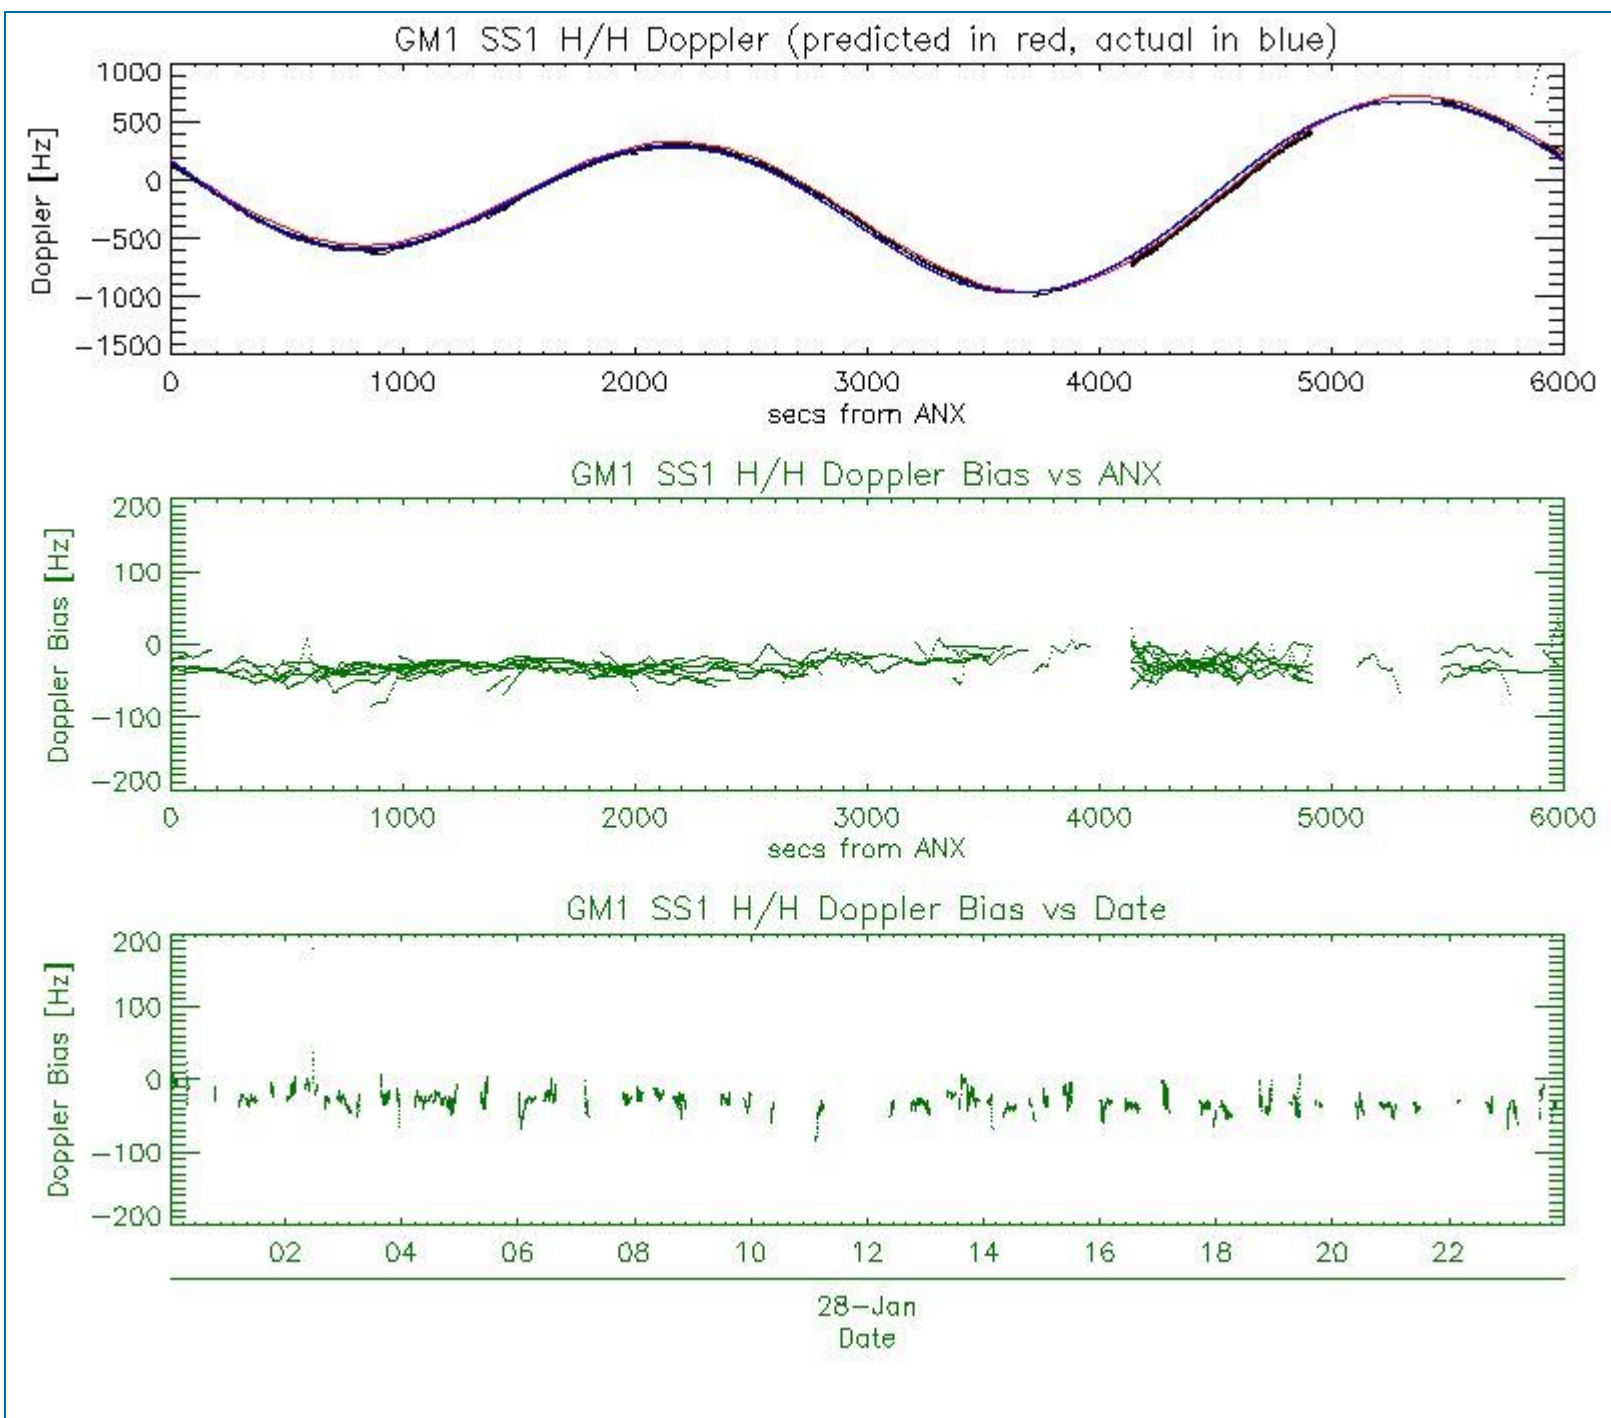 GM1 SS1 H/H Doppler (predicted in red, actual in blue)
1000
500
0
−500
−1000
−1500
Doppler [Hz]
0 1000 2000 3000 4000 5000 6000
secs from ANX
GM1 SS1 H/H Doppler Bias vs ANX
200
100
0
−100
−200
Doppler Bias [Hz]
0 1000 2000 3000 4000 5000 6000
secs from ANX
GM1 SS1 H/H Doppler Bias vs Date
200
100
0
−100
−200
Doppler Bias [Hz]
02 04 06 08 10 12 14 16 18 20 22
28−Jan
Date